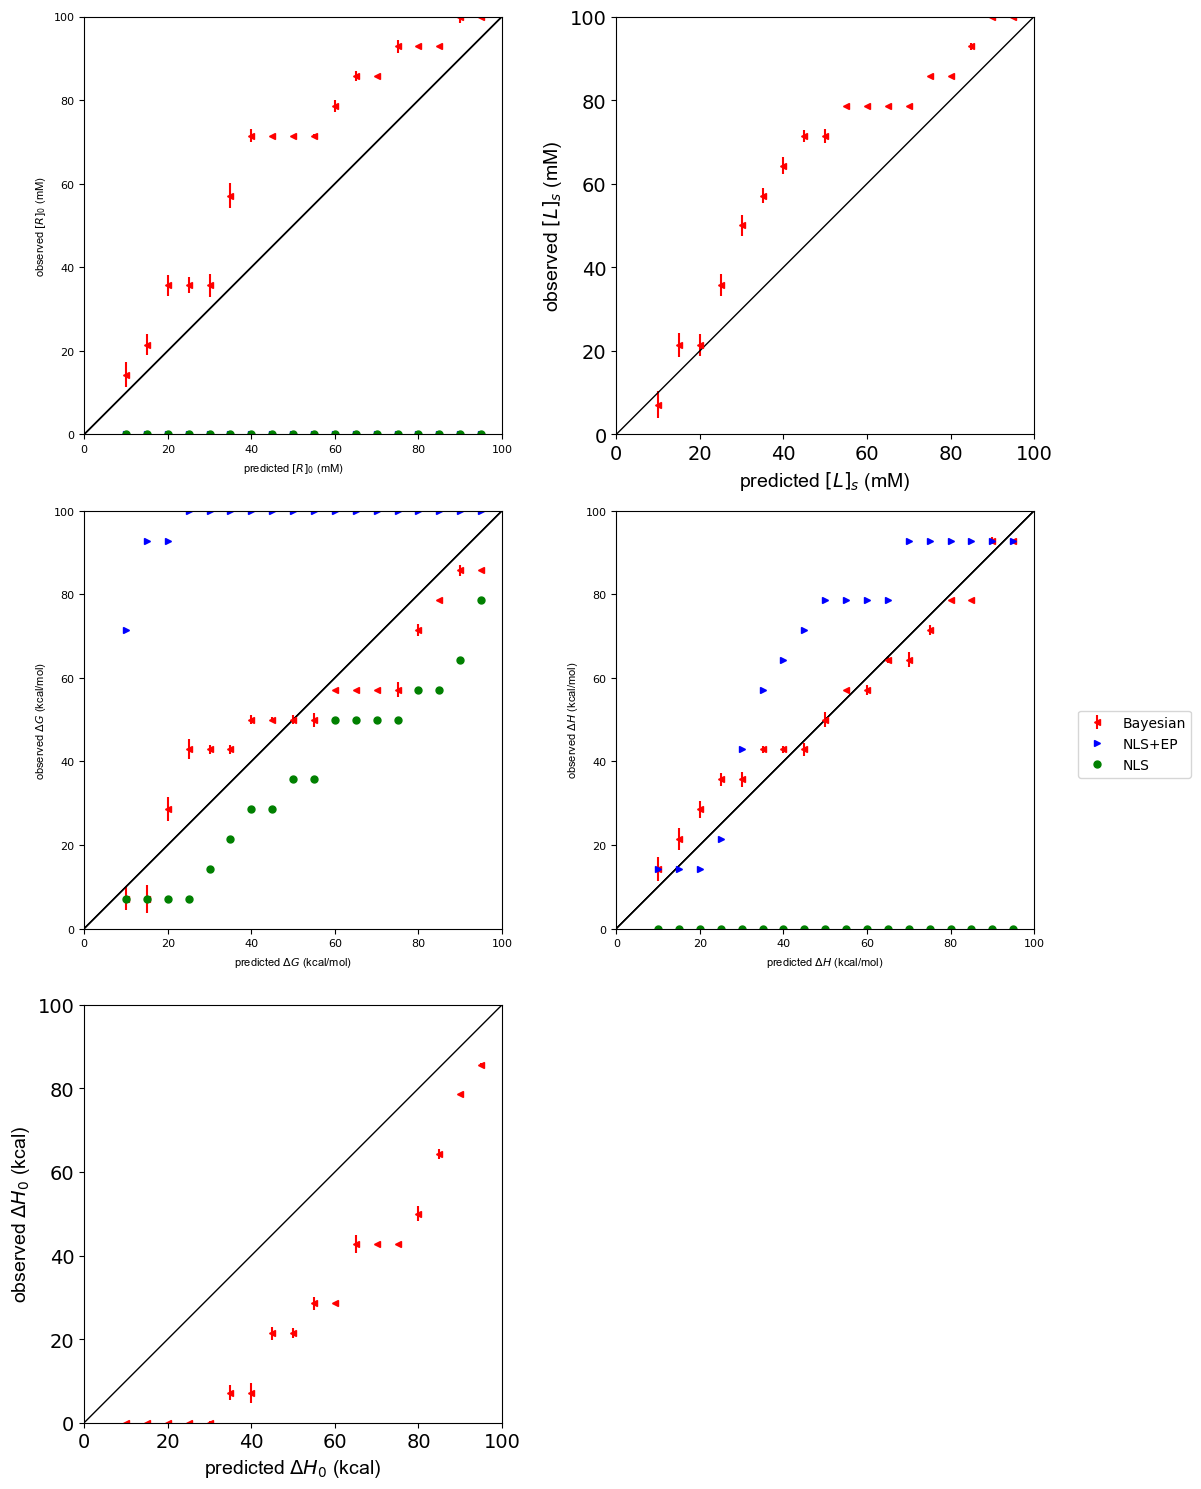 100
80
60
40
20
0
observed [R]₀ (mM)
0 20 40 60 80 100
predicted [R]₀ (mM)
100
80
60
40
20
0
observed [L]ₛ (mM)
0 20 40 60 80 100
predicted [L]ₛ (mM)
100
80
60
40
20
0
observed ΔG (kcal/mol)
0 20 40 60 80 100
predicted ΔG (kcal/mol)
100
80
60
40
20
0
observed ΔH (kcal/mol)
0 20 40 60 80 100
predicted ΔH (kcal/mol)
Bayesian
NLS+EP
NLS
100
80
60
40
20
0
observed ΔH₀ (kcal)
0 20 40 60 80 100
predicted ΔH₀ (kcal)